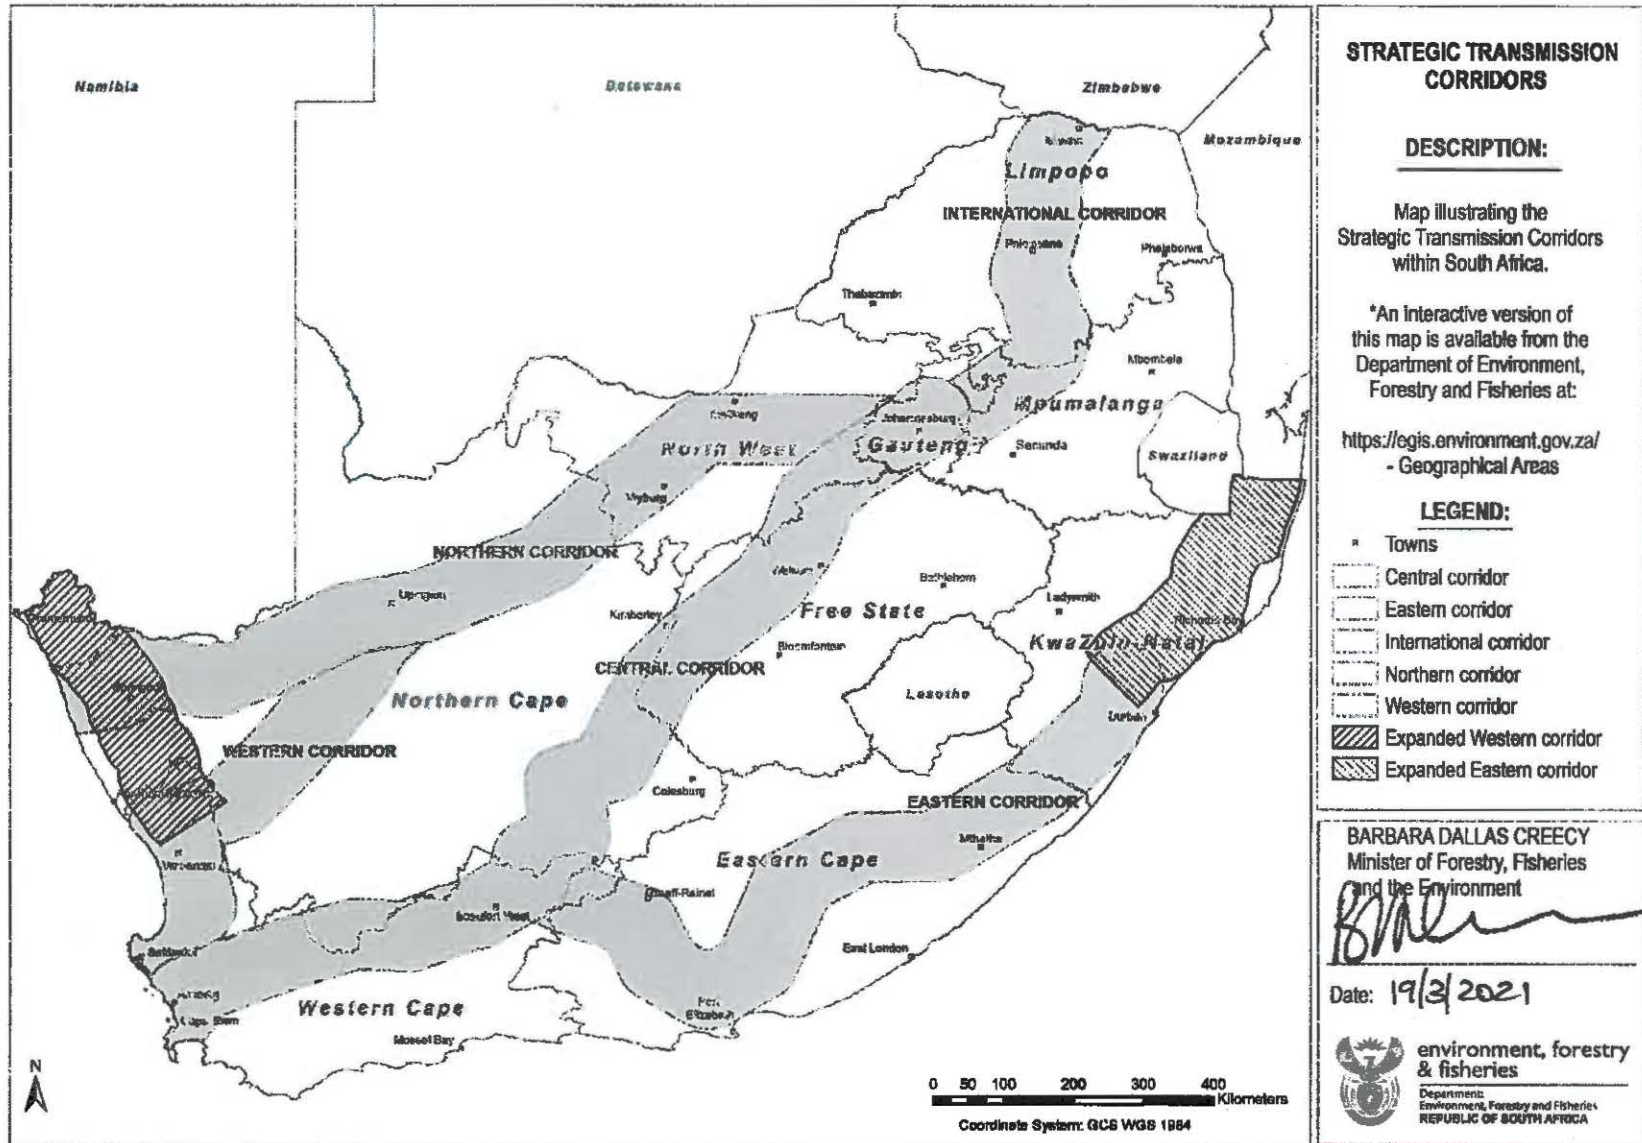 Namibia
Botswana
Zimbabwe
Mozambique
Limpopo
INTERNATIONAL CORRIDOR
Phalaborwa
Thabazimbi
Mbombela
Mpumalanga
Johannesburg
Gauteng
Secunda
Swaziland
North West
Vryburg
NORTHERN CORRIDOR
Upington
Welkom
Bethlehem
Ladysmith
Kimberley
Free State
Richards Bay
KwaZulu-Natal
Bloemfontein
CENTRAL CORRIDOR
Northern Cape
Lesotho
Durban
WESTERN CORRIDOR
Colesburg
EASTERN CORRIDOR
Mthatha
Eastern Cape
Graaff-Reinet
Beaufort West
East London
Port
Elizabeth
Western Cape
Mossel Bay
N
0 50 100 200 300 400
Kilometers
Coordinate System: GCS WGS 1984
STRATEGIC TRANSMISSION
CORRIDORS
DESCRIPTION:
Map illustrating the
Strategic Transmission Corridors
within South Africa.
*An interactive version of
this map is available from the
Department of Environment,
Forestry and Fisheries at:
https://egis.environment.gov.za/
- Geographical Areas
LEGEND:
Towns
Central corridor
Eastern corridor
International corridor
Northern corridor
Western corridor
Expanded Western corridor
Expanded Eastern corridor
BARBARA DALLAS CREECY
Minister of Forestry, Fisheries
and the Environment
Date: 19/3/2021
environment, forestry
& fisheries
Department:
Environment, Forestry and Fisheries
REPUBLIC OF SOUTH AFRICA